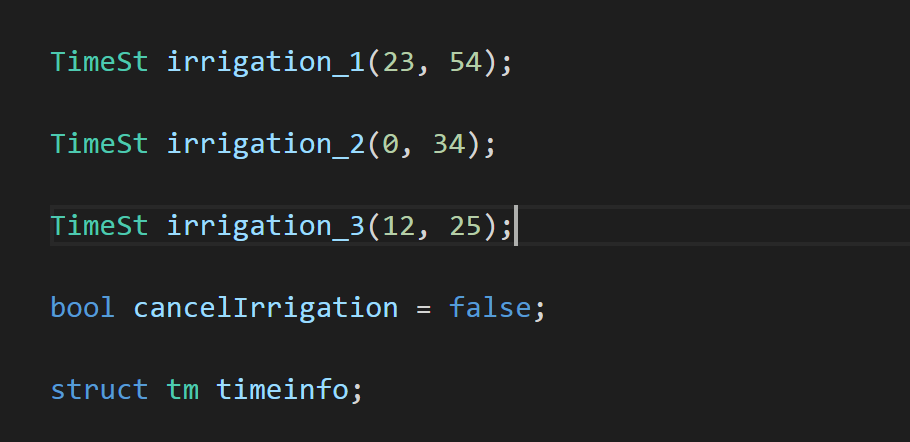 TimeSt irrigation_1(23, 54);
TimeSt irrigation_2(0, 34);
TimeSt irrigation_3(12, 25);
bool cancelIrrigation = false;
struct tm timeinfo;